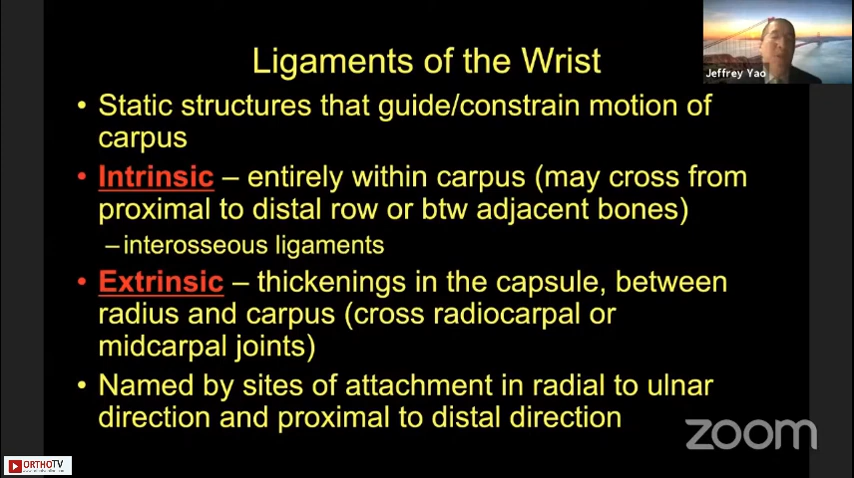 Ligaments of the Wrist
Jeffrey Yao
• Static structures that guide/constrain motion of
carpus
• Intrinsic – entirely within carpus (may cross from
proximal to distal row or btw adjacent bones)
–interosseous ligaments
• Extrinsic – thickenings in the capsule, between
radius and carpus (cross radiocarpal or
midcarpal joints)
• Named by sites of attachment in radial to ulnar
direction and proximal to distal direction
zoom
ORTHOTV